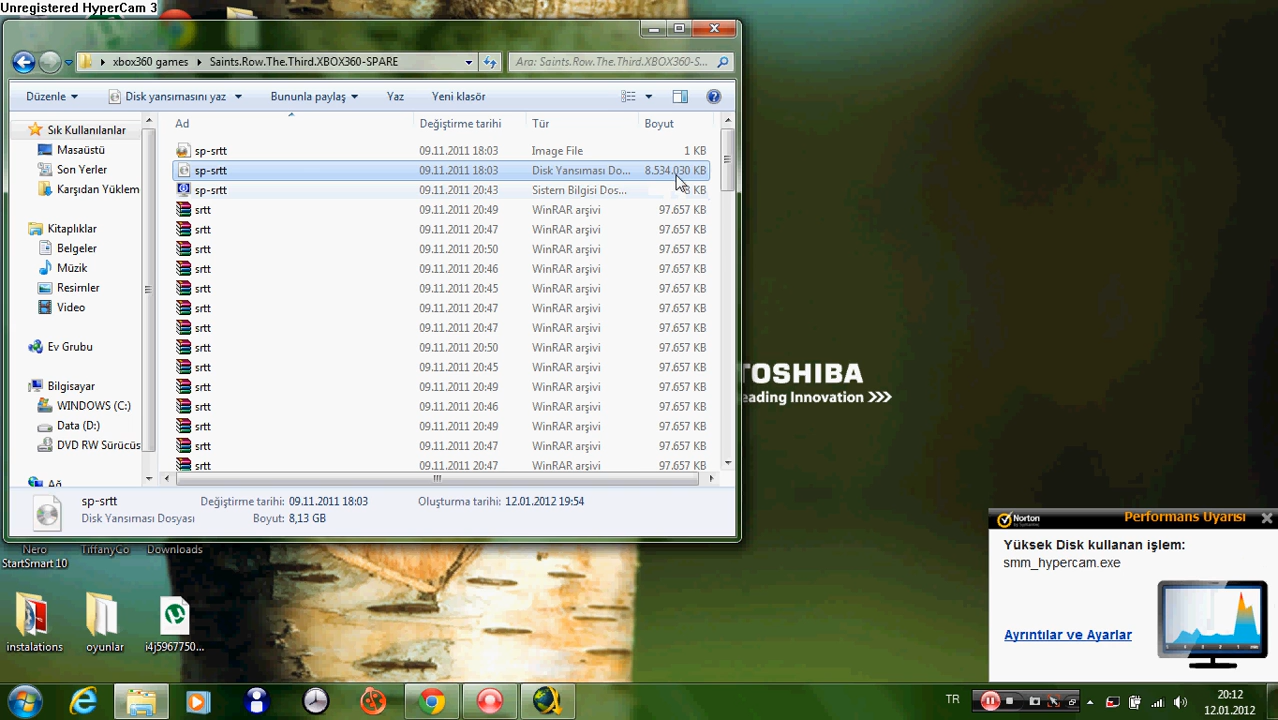 Unregistered HyperCam 3
xbox360 games
Saints.Row.The.Third.XBOX360-SPARE
Ara: Saints.Row.The.Third.XBOX360-S...
Düzenle
Disk yansımasını yaz
Bununla paylaş
Yaz
Yeni klasör
Ad Değiştirme tarihi Tür Boyut
sp-srtt 09.11.2011 18:03 Image File 1 KB
sp-srtt 09.11.2011 18:03 Disk Yansıması Do... 8.534.030 KB
sp-srtt 09.11.2011 20:43 Sistem Bilgisi Dos... KB
srtt 09.11.2011 20:49 WinRAR arşivi 97.657 KB
srtt 09.11.2011 20:47 WinRAR arşivi 97.657 KB
srtt 09.11.2011 20:50 WinRAR arşivi 97.657 KB
srtt 09.11.2011 20:46 WinRAR arşivi 97.657 KB
srtt 09.11.2011 20:45 WinRAR arşivi 97.657 KB
srtt 09.11.2011 20:47 WinRAR arşivi 97.657 KB
srtt 09.11.2011 20:47 WinRAR arşivi 97.657 KB
srtt 09.11.2011 20:50 WinRAR arşivi 97.657 KB
srtt 09.11.2011 20:45 WinRAR arşivi 97.657 KB
srtt 09.11.2011 20:49 WinRAR arşivi 97.657 KB
srtt 09.11.2011 20:46 WinRAR arşivi 97.657 KB
srtt 09.11.2011 20:49 WinRAR arşivi 97.657 KB
srtt 09.11.2011 20:47 WinRAR arşivi 97.657 KB
srtt 09.11.2011 20:47 WinRAR arşivi 97.657 KB
Sık Kullanılanlar
Masaüstü
Son Yerler
Karşıdan Yüklem
Kitaplıklar
Belgeler
Müzik
Resimler
Video
Ev Grubu
Bilgisayar
WINDOWS (C:)
Data (D:)
DVD RW Sürücüs
Ağ
sp-srtt
Değiştirme tarihi: 09.11.2011 18:03
Oluşturma tarihi: 12.01.2012 19:54
Disk Yansıması Dosyası
Boyut: 8,13 GB
TOSHIBA
eading Innovation
Nero
StartSmart 10
TiffanyCo
Downloads
instalations
oyunlar
i4j5967750...
Norton
by Symantec
Performans Uyarısı
Yüksek Disk kullanan işlem:
smm_hypercam.exe
Ayrıntılar ve Ayarlar
TR
20:12
12.01.2012